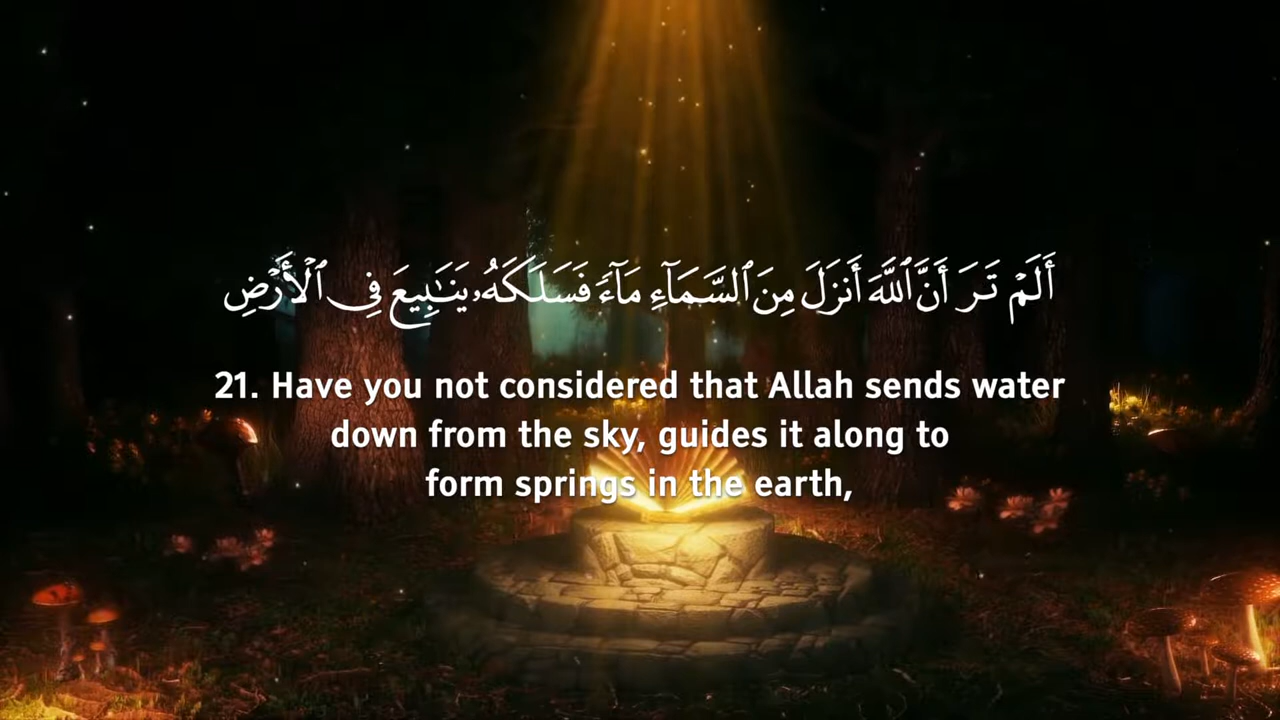 أَلَمْ تَرَ أَنَّ ٱللَّهَ أَنزَلَ مِنَ ٱلسَّمَآءِ مَآءً فَسَلَكَهُۥ يَنَـٰبِيعَ فِى ٱلْأَرْضِ
21. Have you not considered that Allah sends water
down from the sky, guides it along to
form springs in the earth,